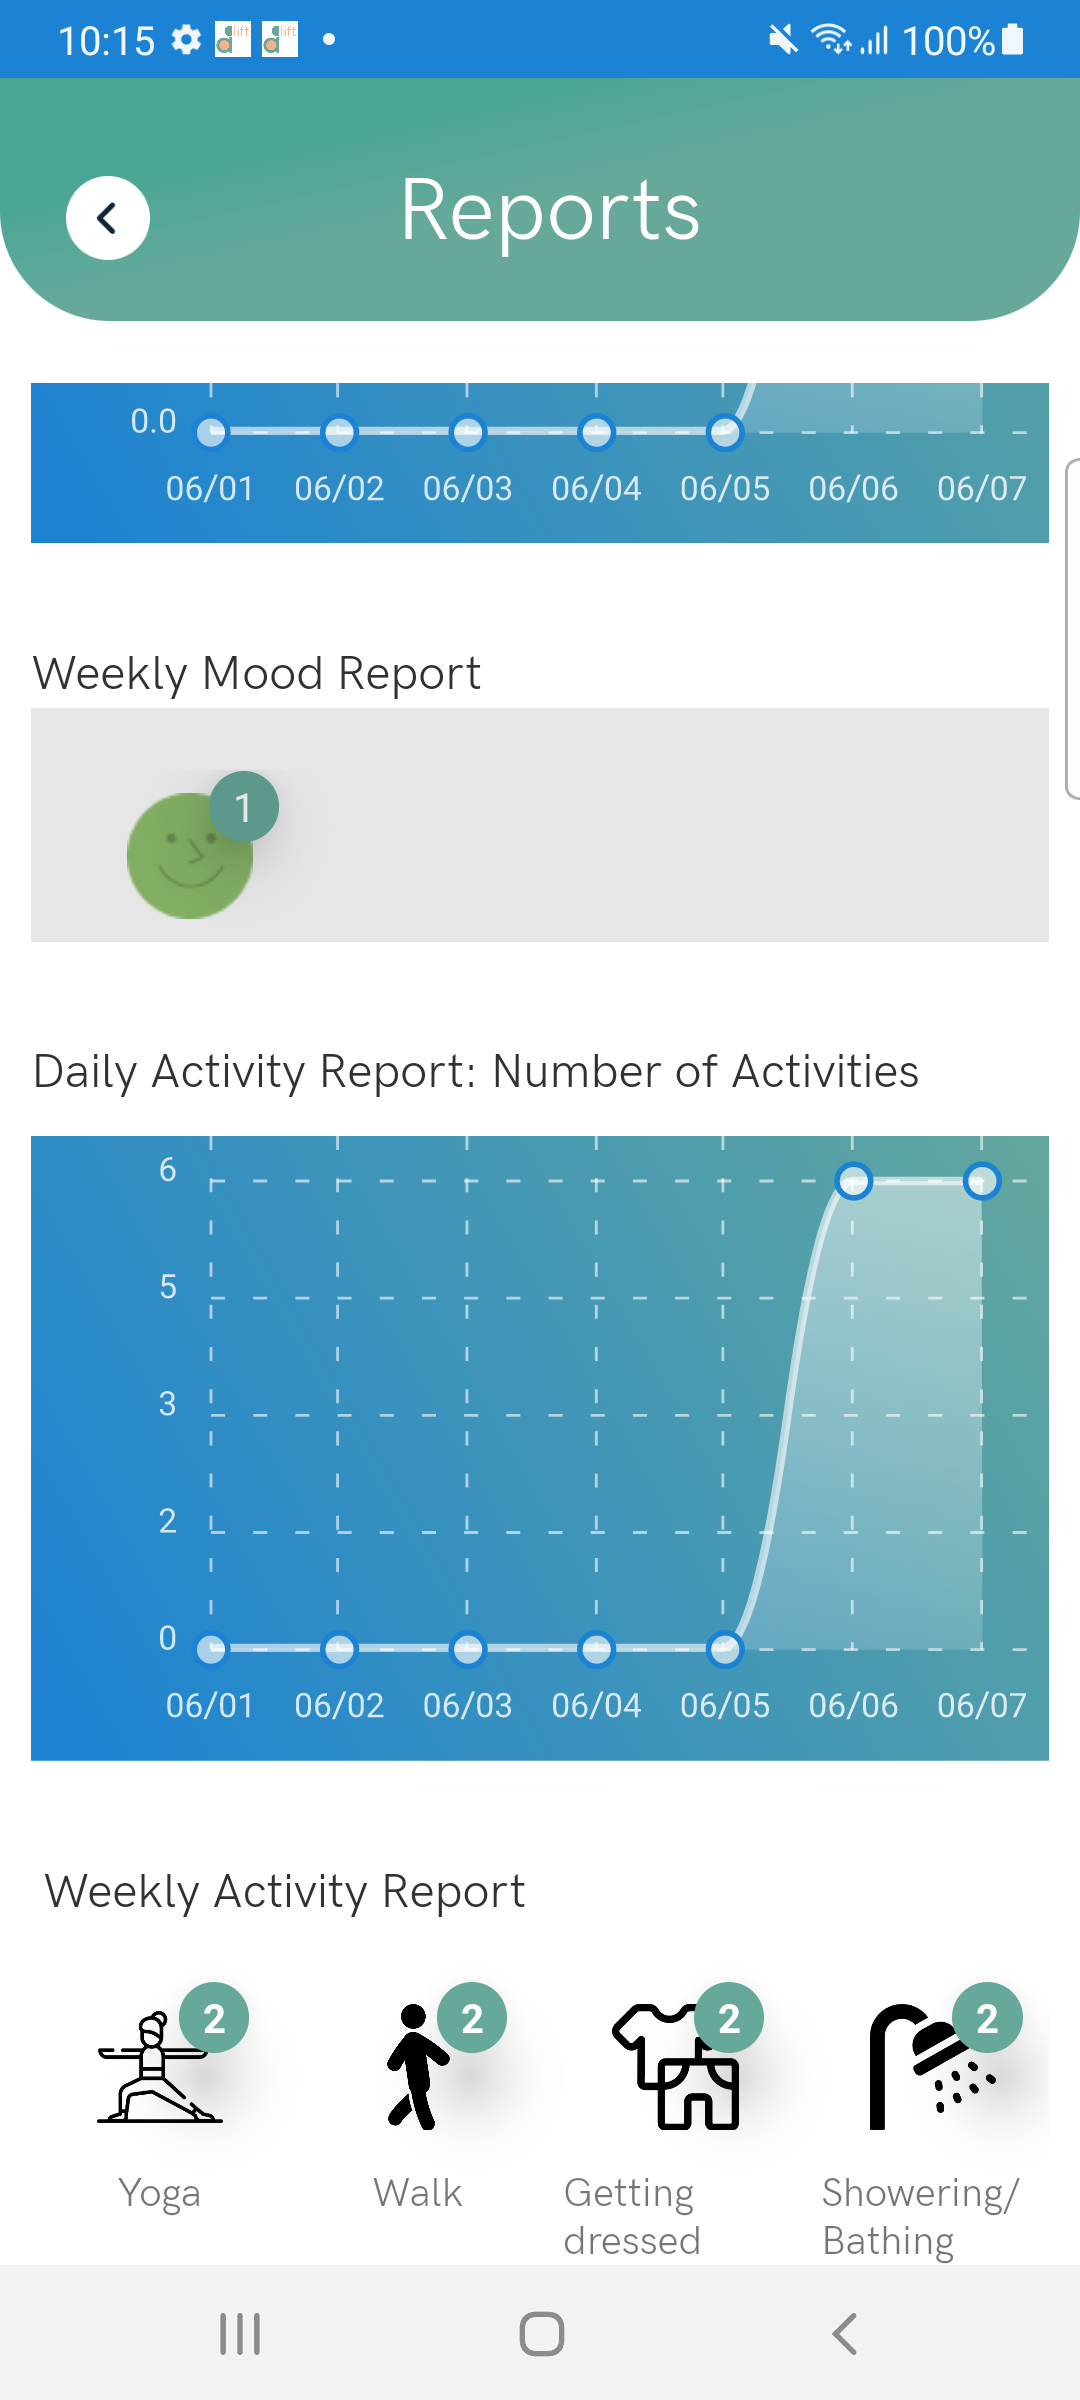 10:15 lift lift 100%
Reports
0.0
06/01 06/02 06/03 06/04 06/05 06/06 06/07
Weekly Mood Report
1
Daily Activity Report: Number of Activities
6
5
3
2
0
06/01 06/02 06/03 06/04 06/05 06/06 06/07
Weekly Activity Report
2 2 2 2
Yoga Walk Getting Showering/
dressed Bathing